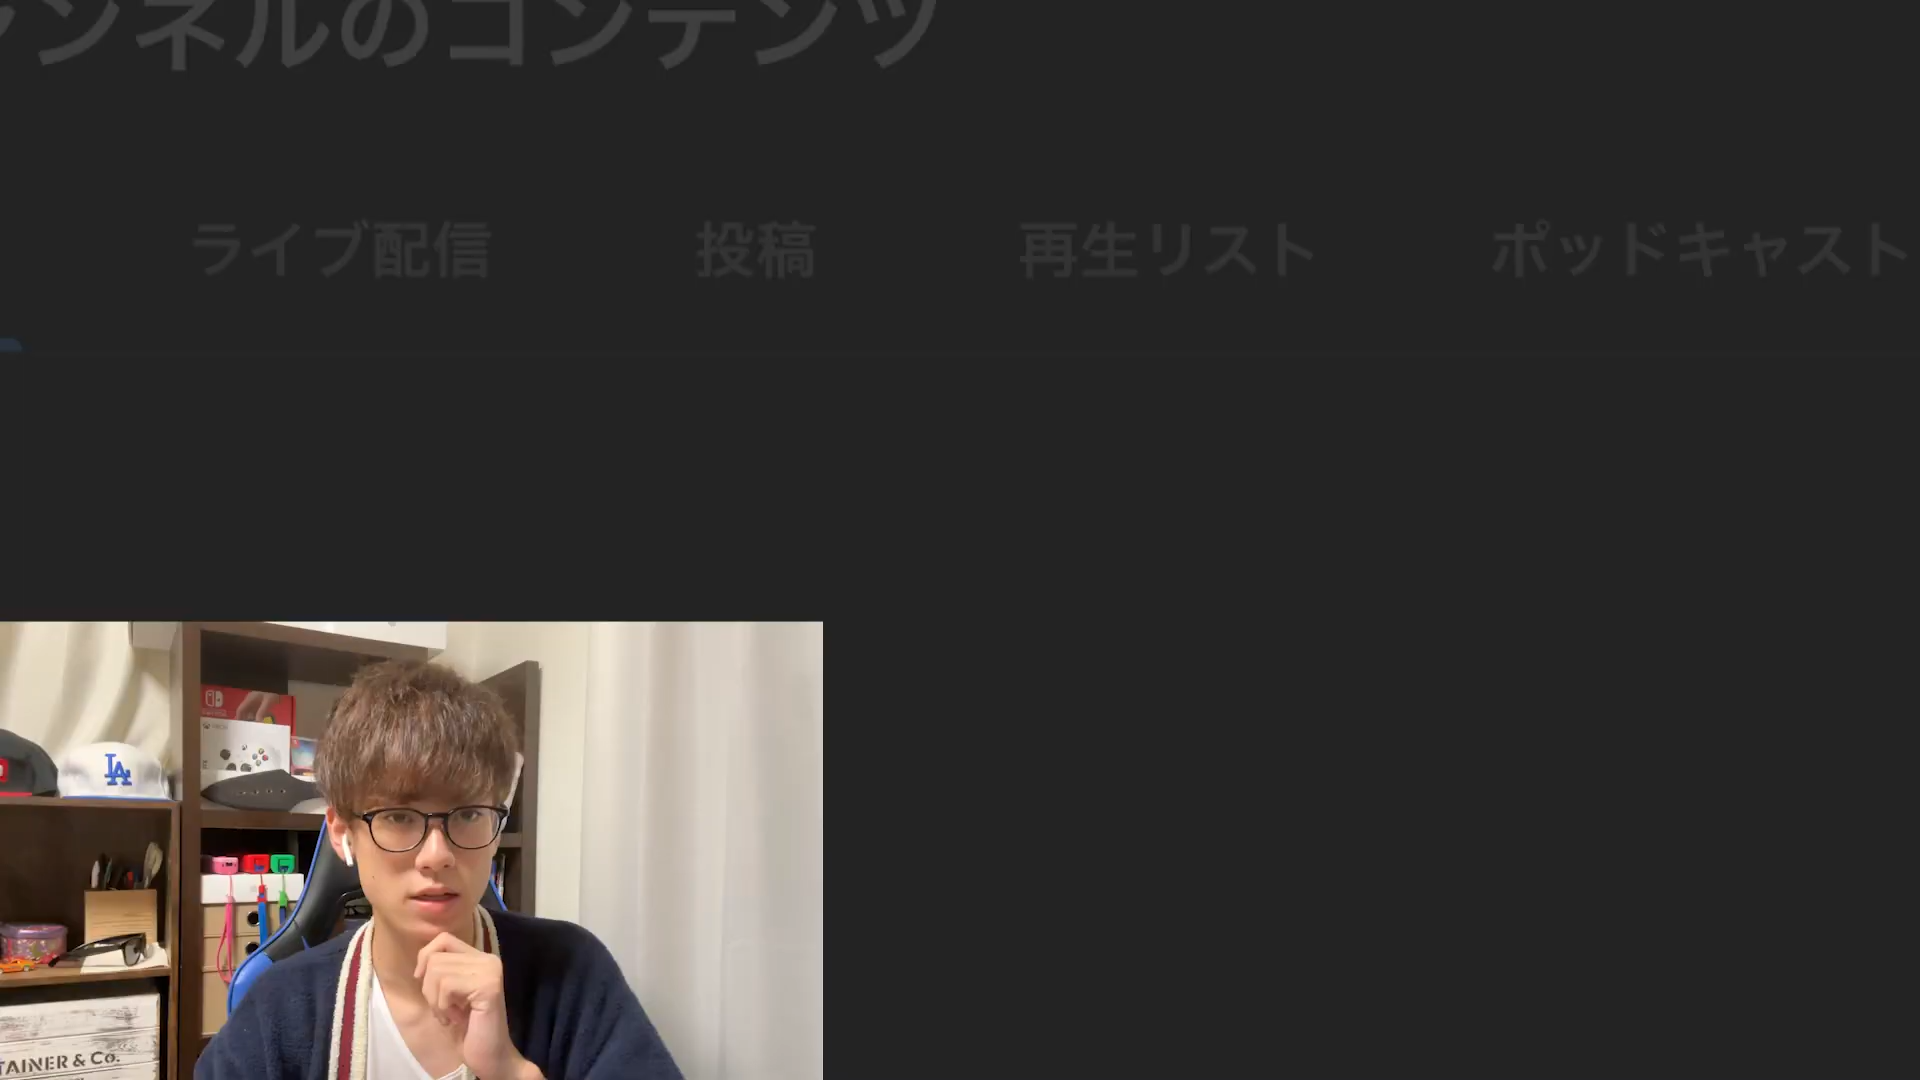 ンネルのコンテンツ
ライブ配信 投稿 再生リスト ポッドキャスト
LA
TAINER & Co.